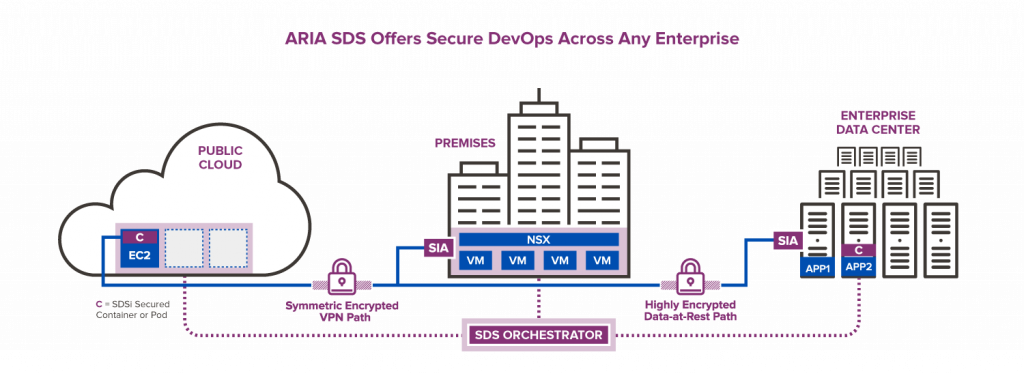 ARIA SDS Offers Secure DevOps Across Any Enterprise
PUBLIC
CLOUD
C
EC2
C = SDSi Secured
Container or Pod
Symmetric Encrypted
VPN Path
PREMISES
SIA
NSX
VM VM VM VM
Highly Encrypted
Data-at-Rest Path
SDS ORCHESTRATOR
ENTERPRISE
DATA CENTER
SIA
APP1
C
APP2